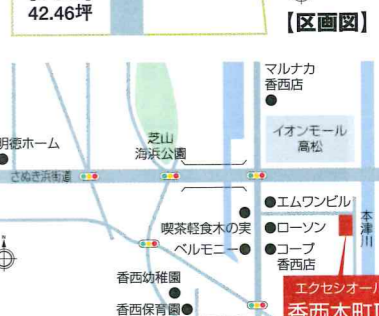 42.46坪
【区画図】
マルナカ
香西店
イオンモール
高松
芝山
海浜公園
明徳ホーム
さぬき浜街道
エムワンビル
喫茶軽食木の実
ローソン
本津川
ベルモニー
コープ
香西店
N
香西幼稚園
香西保育園
エクセシオール
香西本町